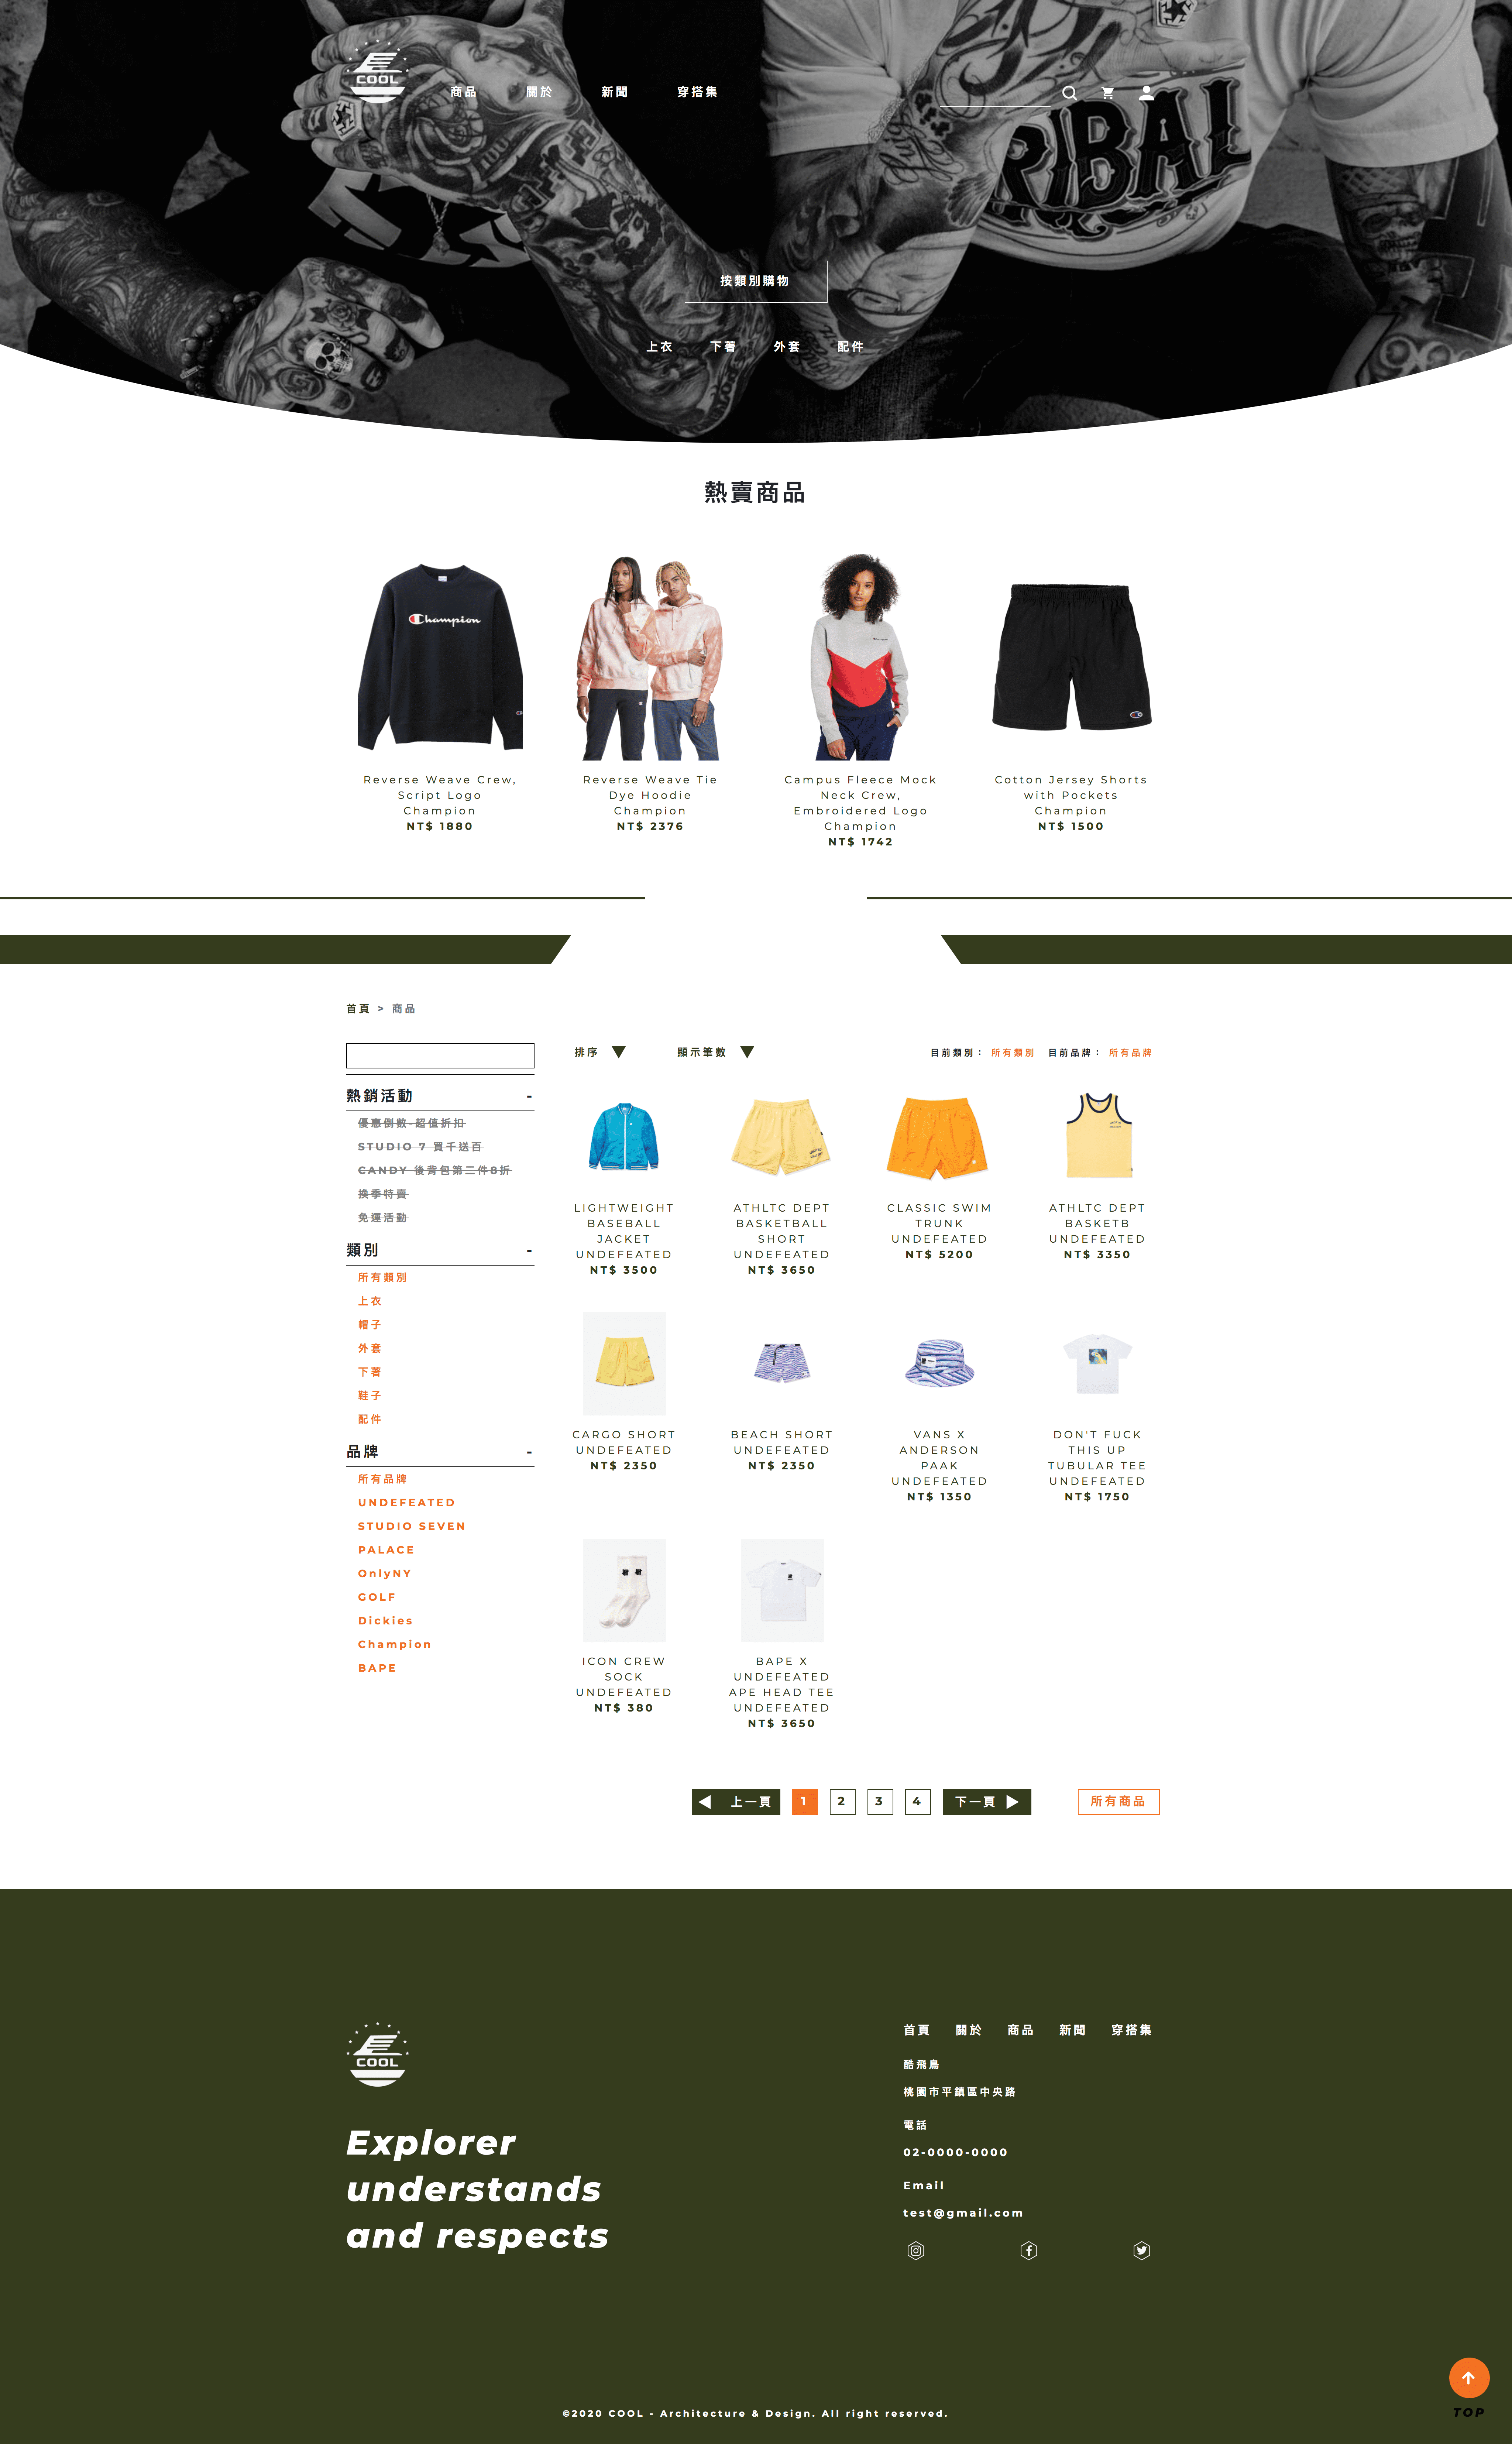 COOL
商品 關於 新聞 穿搭集
RIBAL
按類別購物
上衣 下著 外套 配件
熱賣商品
Champion
Reverse Weave Crew,
Script Logo
Champion
NT$ 1880
Reverse Weave Tie
Dye Hoodie
Champion
NT$ 2376
Campus Fleece Mock
Neck Crew,
Embroidered Logo
Champion
NT$ 1742
Cotton Jersey Shorts
with Pockets
Champion
NT$ 1500
首頁 > 商品
熱銷活動 -
優惠倒數-超值折扣
STUDIO 7 買千送百
CANDY 後背包第二件8折
換季特賣
免運活動
類別 -
所有類別
上衣
帽子
外套
下著
鞋子
配件
品牌 -
所有品牌
UNDEFEATED
STUDIO SEVEN
PALACE
OnlyNY
GOLF
Dickies
Champion
BAPE
排序 ▼ 顯示筆數 ▼ 目前類別： 所有類別 目前品牌： 所有品牌
LIGHTWEIGHT
BASEBALL
JACKET
UNDEFEATED
NT$ 3500
ATHLTC DEPT
BASKETBALL
SHORT
UNDEFEATED
NT$ 3650
CLASSIC SWIM
TRUNK
UNDEFEATED
NT$ 5200
ATHLTC DEPT
BASKETB
UNDEFEATED
NT$ 3350
CARGO SHORT
UNDEFEATED
NT$ 2350
BEACH SHORT
UNDEFEATED
NT$ 2350
VANS X
ANDERSON
PAAK
UNDEFEATED
NT$ 1350
DON'T FUCK
THIS UP
TUBULAR TEE
UNDEFEATED
NT$ 1750
ICON CREW
SOCK
UNDEFEATED
NT$ 380
BAPE X
UNDEFEATED
APE HEAD TEE
UNDEFEATED
NT$ 3650
◀ 上一頁 1 2 3 4 下一頁 ▶ 所有商品
COOL
Explorer
understands
and respects
首頁 關於 商品 新聞 穿搭集
酷飛鳥
桃園市平鎮區中央路
電話
02-0000-0000
Email
test@gmail.com
TOP
©2020 COOL - Architecture & Design. All right reserved.